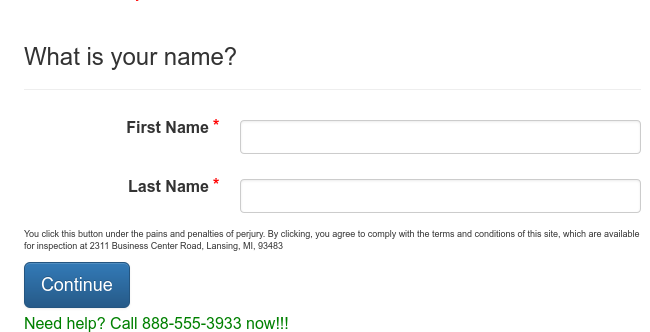 What is your name?
First Name *
Last Name *
You click this button under the pains and penalties of perjury. By clicking, you agree to comply with the terms and conditions of this site, which are available
for inspection at 2311 Business Center Road, Lansing, MI, 93483
Continue
Need help? Call 888-555-3933 now!!!